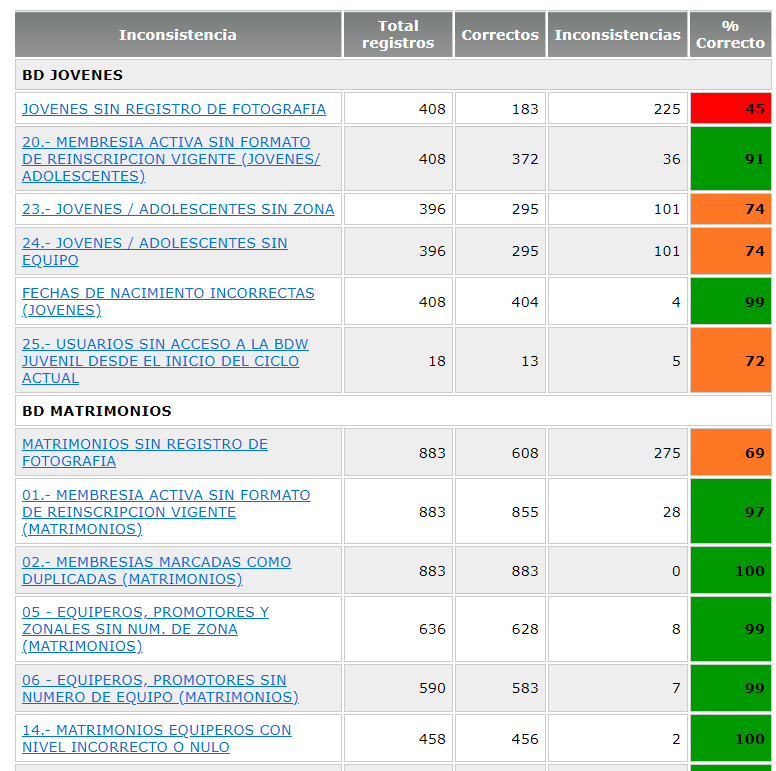 Inconsistencia Total registros Correctos Inconsistencias % Correcto
BD JOVENES
JOVENES SIN REGISTRO DE FOTOGRAFIA 408 183 225 45
20.- MEMBRESIA ACTIVA SIN FORMATO
DE REINSCRIPCION VIGENTE (JOVENES/ 408 372 36 91
ADOLESCENTES)
23.- JOVENES / ADOLESCENTES SIN ZONA 396 295 101 74
24.- JOVENES / ADOLESCENTES SIN
EQUIPO 396 295 101 74
FECHAS DE NACIMIENTO INCORRECTAS
(JOVENES) 408 404 4 99
25.- USUARIOS SIN ACCESO A LA BDW
JUVENIL DESDE EL INICIO DEL CICLO 18 13 5 72
ACTUAL
BD MATRIMONIOS
MATRIMONIOS SIN REGISTRO DE
FOTOGRAFIA 883 608 275 69
01.- MEMBRESIA ACTIVA SIN FORMATO
DE REINSCRIPCION VIGENTE 883 855 28 97
(MATRIMONIOS)
02.- MEMBRESIAS MARCADAS COMO
DUPLICADAS (MATRIMONIOS) 883 883 0 100
05 - EQUIPEROS, PROMOTORES Y
ZONALES SIN NUM. DE ZONA 636 628 8 99
(MATRIMONIOS)
06 - EQUIPEROS, PROMOTORES SIN
NUMERO DE EQUIPO (MATRIMONIOS) 590 583 7 99
14.- MATRIMONIOS EQUIPEROS CON
NIVEL INCORRECTO O NULO 458 456 2 100